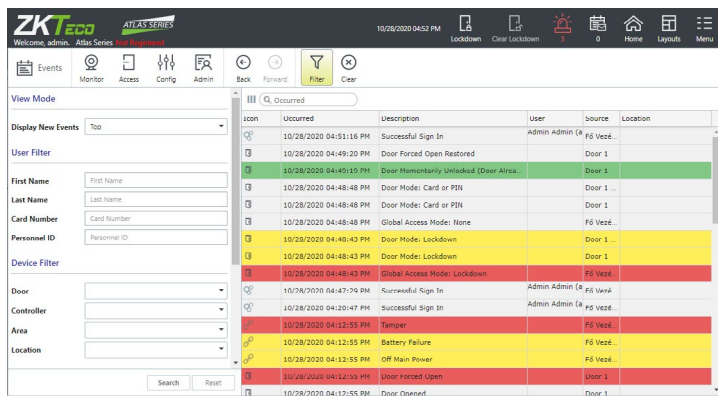 ZKTeco ATLAS SERIES
Welcome, admin. Atlas Series Not Registered
10/28/2020 04:52 PM
Lockdown Clear Lockdown 3 0 Home Layouts Menu
Events Monitor Access Config Admin Back Forward Filter Clear
View Mode
Display New Events Top
User Filter
First Name First Name
Last Name Last Name
Card Number Card Number
Personnel ID Personnel ID
Device Filter
Door
Controller
Area
Location
Search Reset
Occurred
Icon Occurred Description User Source Location
10/28/2020 04:51:16 PM Successful Sign In Admin Admin (a Fő Vezé...
10/28/2020 04:49:20 PM Door Forced Open Restored Door 1
10/28/2020 04:49:19 PM Door Momentarily Unlocked (Door Alrea... Door 1
10/28/2020 04:48:48 PM Door Mode: Card or PIN Door 1 ...
10/28/2020 04:48:48 PM Door Mode: Card or PIN Door 1
10/28/2020 04:48:48 PM Global Access Mode: None Fő Vezé...
10/28/2020 04:48:43 PM Door Mode: Lockdown Door 1 ...
10/28/2020 04:48:43 PM Door Mode: Lockdown Door 1
10/28/2020 04:48:43 PM Global Access Mode: Lockdown Fő Vezé...
10/28/2020 04:47:29 PM Successful Sign In Admin Admin (a Fő Vezé
10/28/2020 04:20:47 PM Successful Sign In Admin Admin (a Fő Vezé...
10/28/2020 04:12:55 PM Tamper Fő Vezé...
10/28/2020 04:12:55 PM Battery Failure Fő Vezé...
10/28/2020 04:12:55 PM Off Main Power Fő Vezé...
10/28/2020 04:12:55 PM Door Forced Open Door 1
10/28/2020 04:12:55 PM Door Opened Door 1